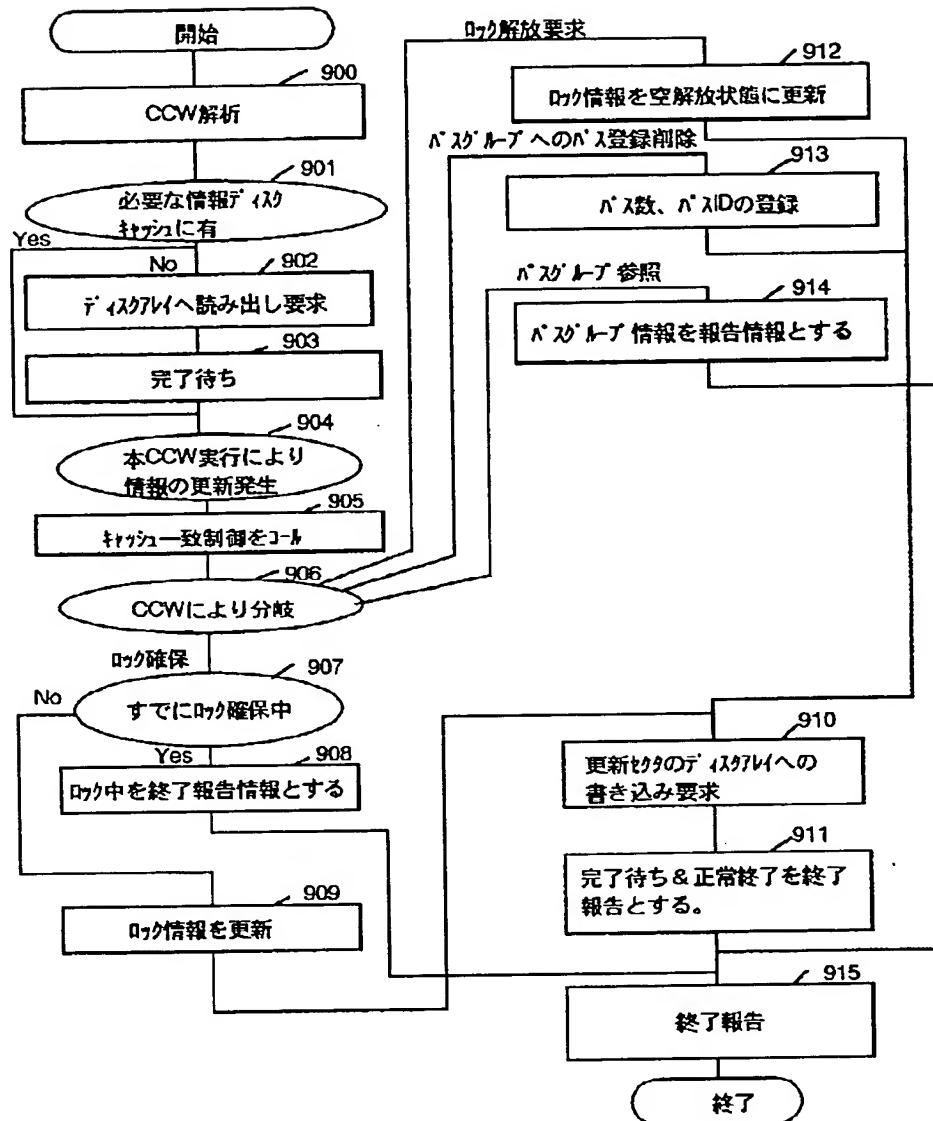 開始
900
CCW解析
901
必要な情報ディスク
キャッシュに有
Yes
No
902
ディスクアレイへ読み出し要求
903
完了待ち
904
本CCW実行により
情報の更新発生
905
キャッシュ一致制御をコール
906
CCWにより分岐
ロック確保
907
No
すでにロック確保中
Yes
908
ロック中を終了報告情報とする
909
ロック情報を更新
ロック解放要求
912
ロック情報を空解放状態に更新
パスグループへのパス登録削除
913
パス数、パスIDの登録
パスグループ参照
914
パスグループ情報を報告情報とする
910
更新セクタのディスクアレイへの
書き込み要求
911
完了待ち&正常終了を終了
報告とする。
915
終了報告
終了